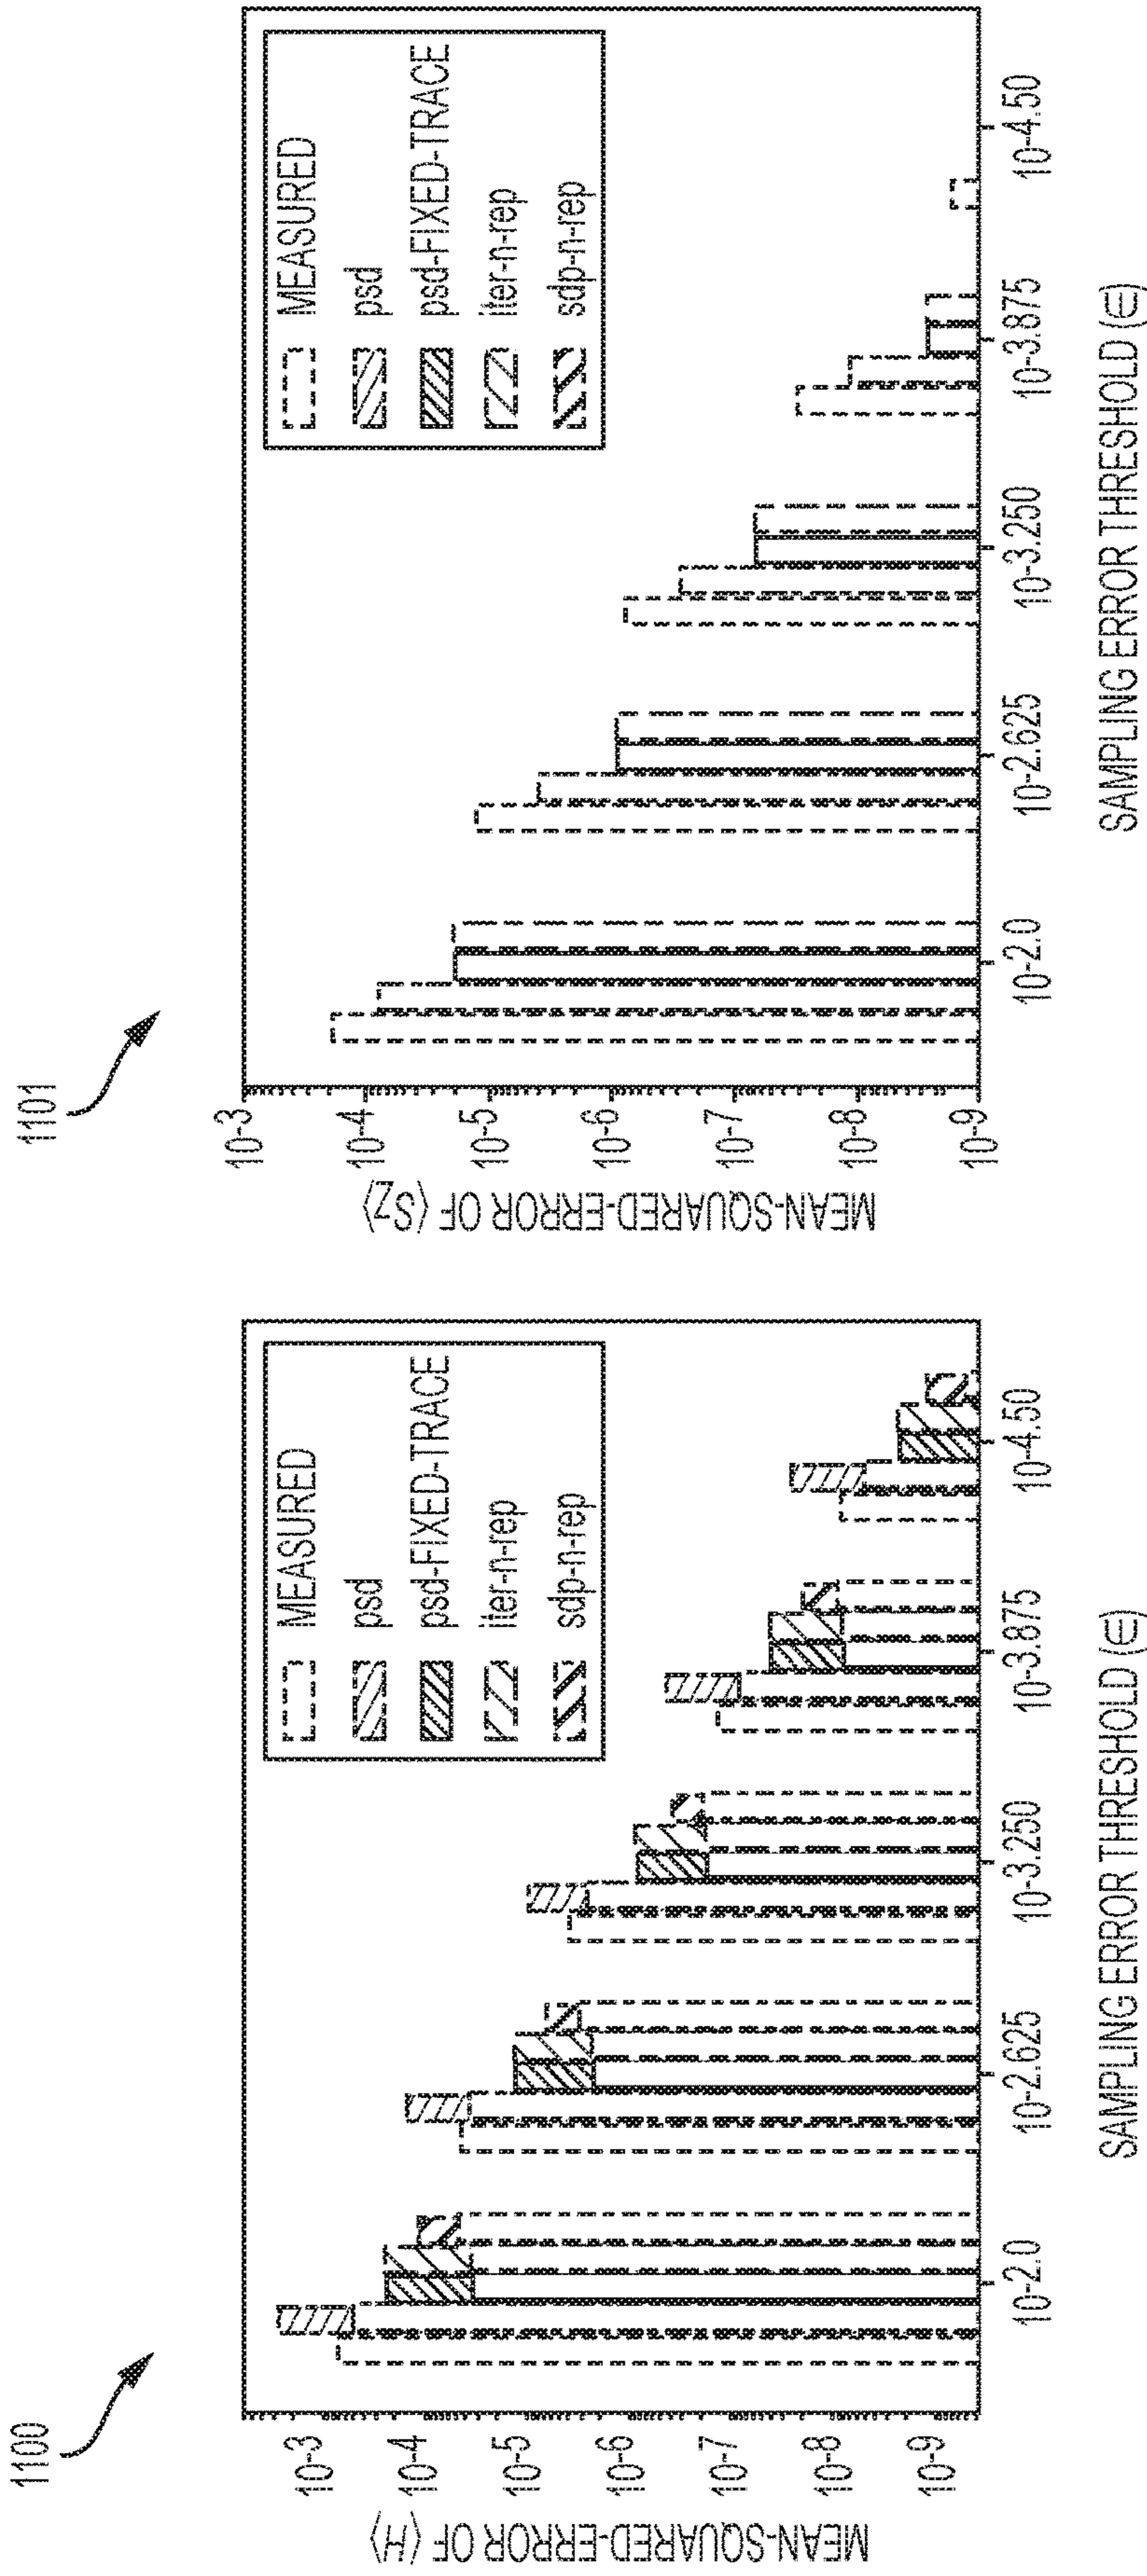 1100
MEAN-SQUARED-ERROR OF ⟨H⟩
10-3
10-4
10-5
10-6
10-7
10-8
10-9
MEASURED
psd
psd-FIXED-TRACE
iter-n-rep
sdp-n-rep
10-2.0
10-2.625
10-3.250
10-3.875
10-4.50
SAMPLING ERROR THRESHOLD (∈)
1101
MEAN-SQUARED-ERROR OF ⟨SZ⟩
10-3
10-4
10-5
10-6
10-7
10-8
10-9
MEASURED
psd
psd-FIXED-TRACE
iter-n-rep
sdp-n-rep
10-2.0
10-2.625
10-3.250
10-3.875
10-4.50
SAMPLING ERROR THRESHOLD (∈)